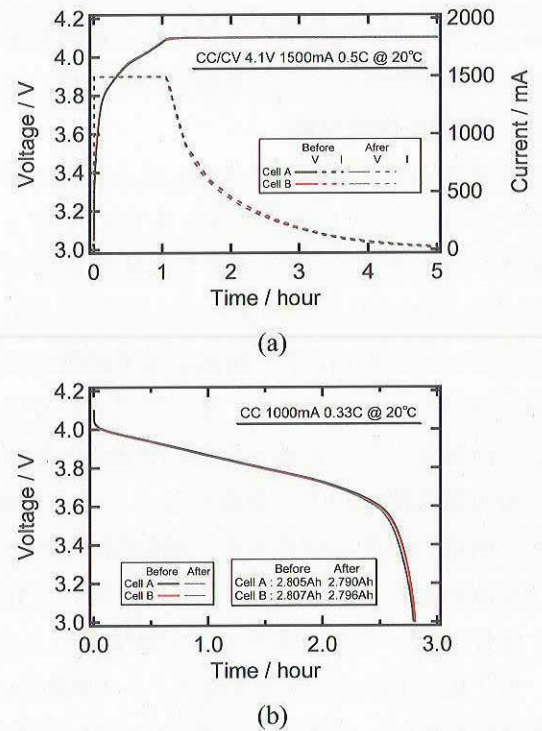 4.2
4.0
3.8
3.6
3.4
3.2
3.0
Voltage / V
2000
1500
1000
500
0
Current / mA
CC/CV 4.1V 1500mA 0.5C @ 20°C
Before Afrer
V I V I
Cell A
Cell B
0 1 2 3 4 5
Time / hour
(a)
4.2
4.0
3.8
3.6
3.4
3.2
3.0
Voltage / V
CC 1000mA 0.33C @ 20°C
Before After
Cell A
Cell B
Before After
Cell A : 2.805Ah 2.790Ah
Cell B : 2.807Ah 2.796Ah
0.0 1.0 2.0 3.0
Time / hour
(b)